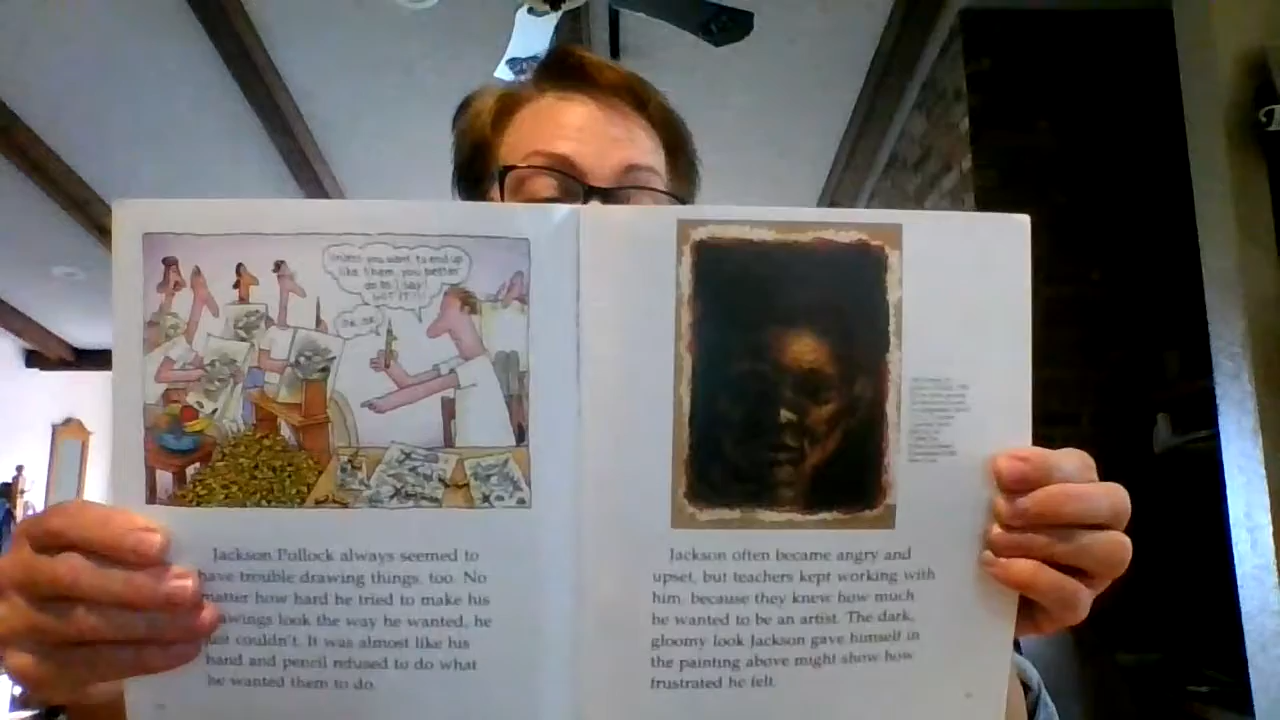 Unless you want to end up
like them, you better
do as I say!
GOT IT!!!
Jackson Pollock always seemed to
have trouble drawing things, too. No
matter how hard he tried to make his
drawings look the way he wanted, he
just couldn't. It was almost like his
hand and pencil refused to do what
he wanted them to do.
Jackson often became angry and
upset, but teachers kept working with
him, because they knew how much
he wanted to be an artist. The dark,
gloomy look Jackson gave himself in
the painting above might show how
frustrated he felt.